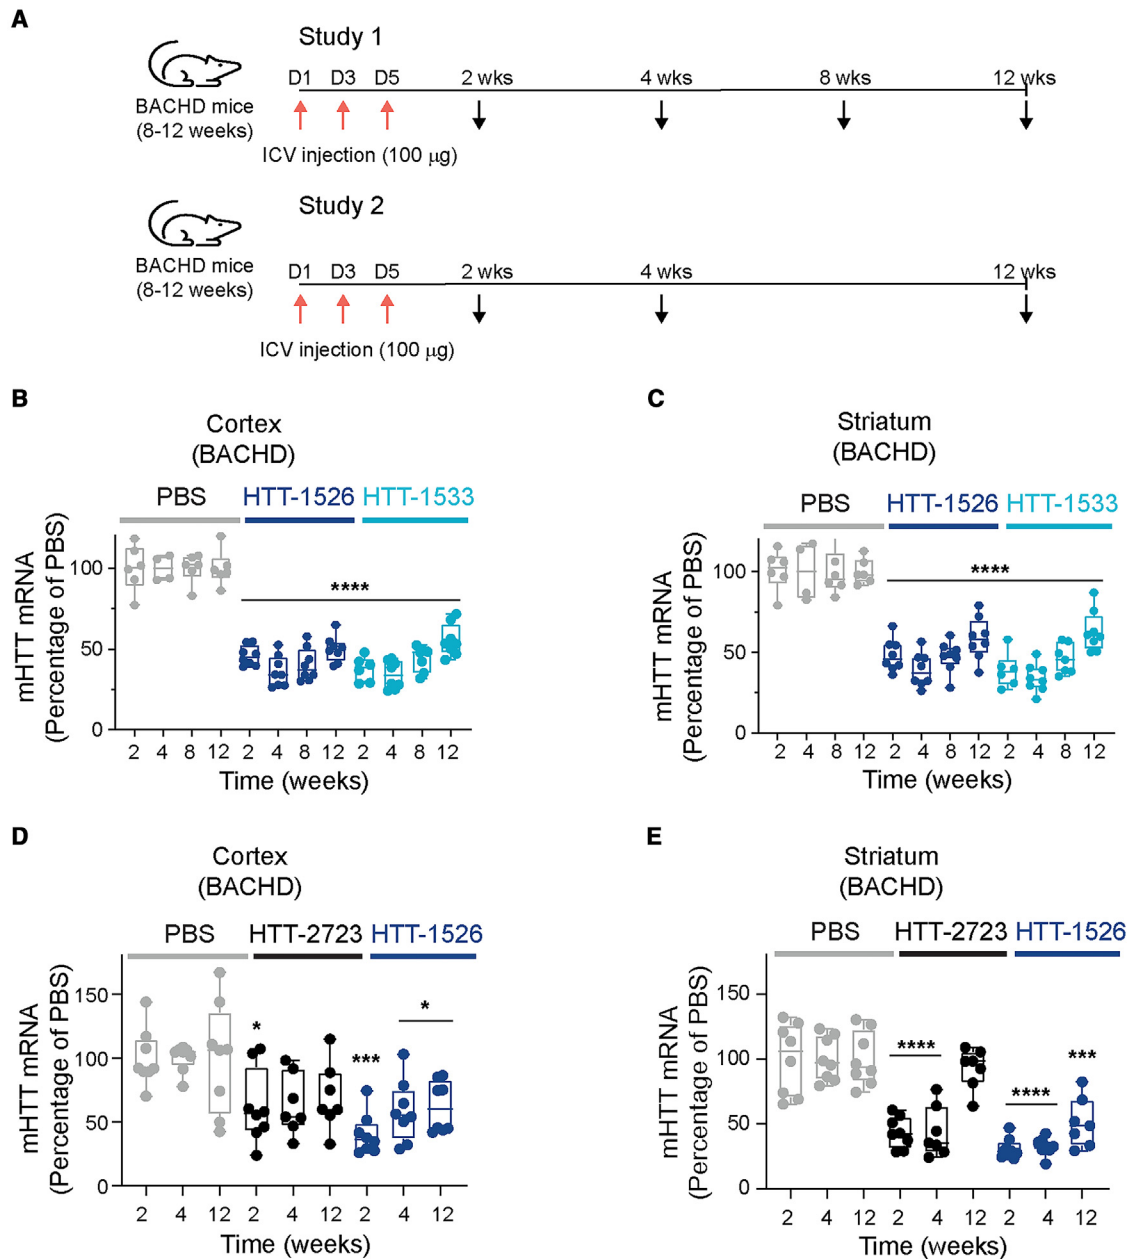 A
Study 1
D1 D3 D5 2 wks 4 wks 8 wks 12 wks
BACHD mice
(8-12 weeks)
ICV injection (100 μg)
Study 2
D1 D3 D5 2 wks 4 wks 12 wks
BACHD mice
(8-12 weeks)
ICV injection (100 μg)
B
Cortex
(BACHD)
PBS HTT-1526 HTT-1533
mHTT mRNA
(Percentage of PBS)
100
50
0
****
2 4 8 12 2 4 8 12 2 4 8 12
Time (weeks)
C
Striatum
(BACHD)
PBS HTT-1526 HTT-1533
mHTT mRNA
(Percentage of PBS)
100
50
0
****
2 4 8 12 2 4 8 12 2 4 8 12
Time (weeks)
D
Cortex
(BACHD)
PBS HTT-2723 HTT-1526
mHTT mRNA
(Percentage of PBS)
150
100
50
0
* *** *
2 4 12 2 4 12 2 4 12
Time (weeks)
E
Striatum
(BACHD)
PBS HTT-2723 HTT-1526
mHTT mRNA
(Percentage of PBS)
150
100
50
0
**** **** ***
2 4 12 2 4 12 2 4 12
Time (weeks)